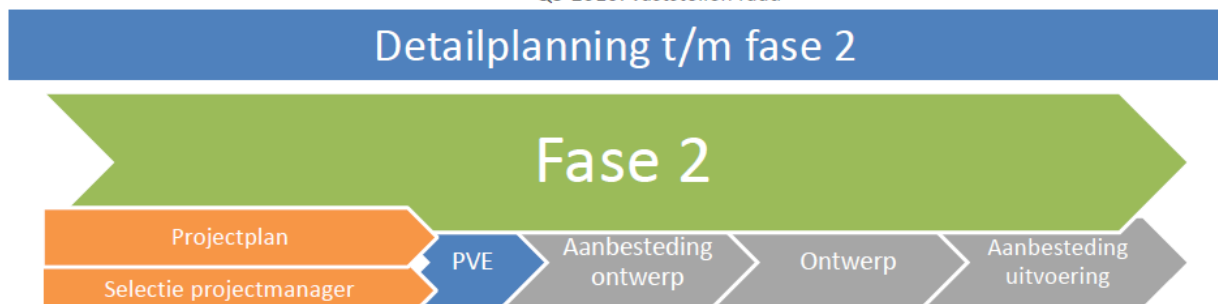 Detailplanning t/m fase 2
Fase 2
Projectplan
Selectie projectmanager
PVE
Aanbesteding
ontwerp
Ontwerp
Aanbesteding
uitvoering